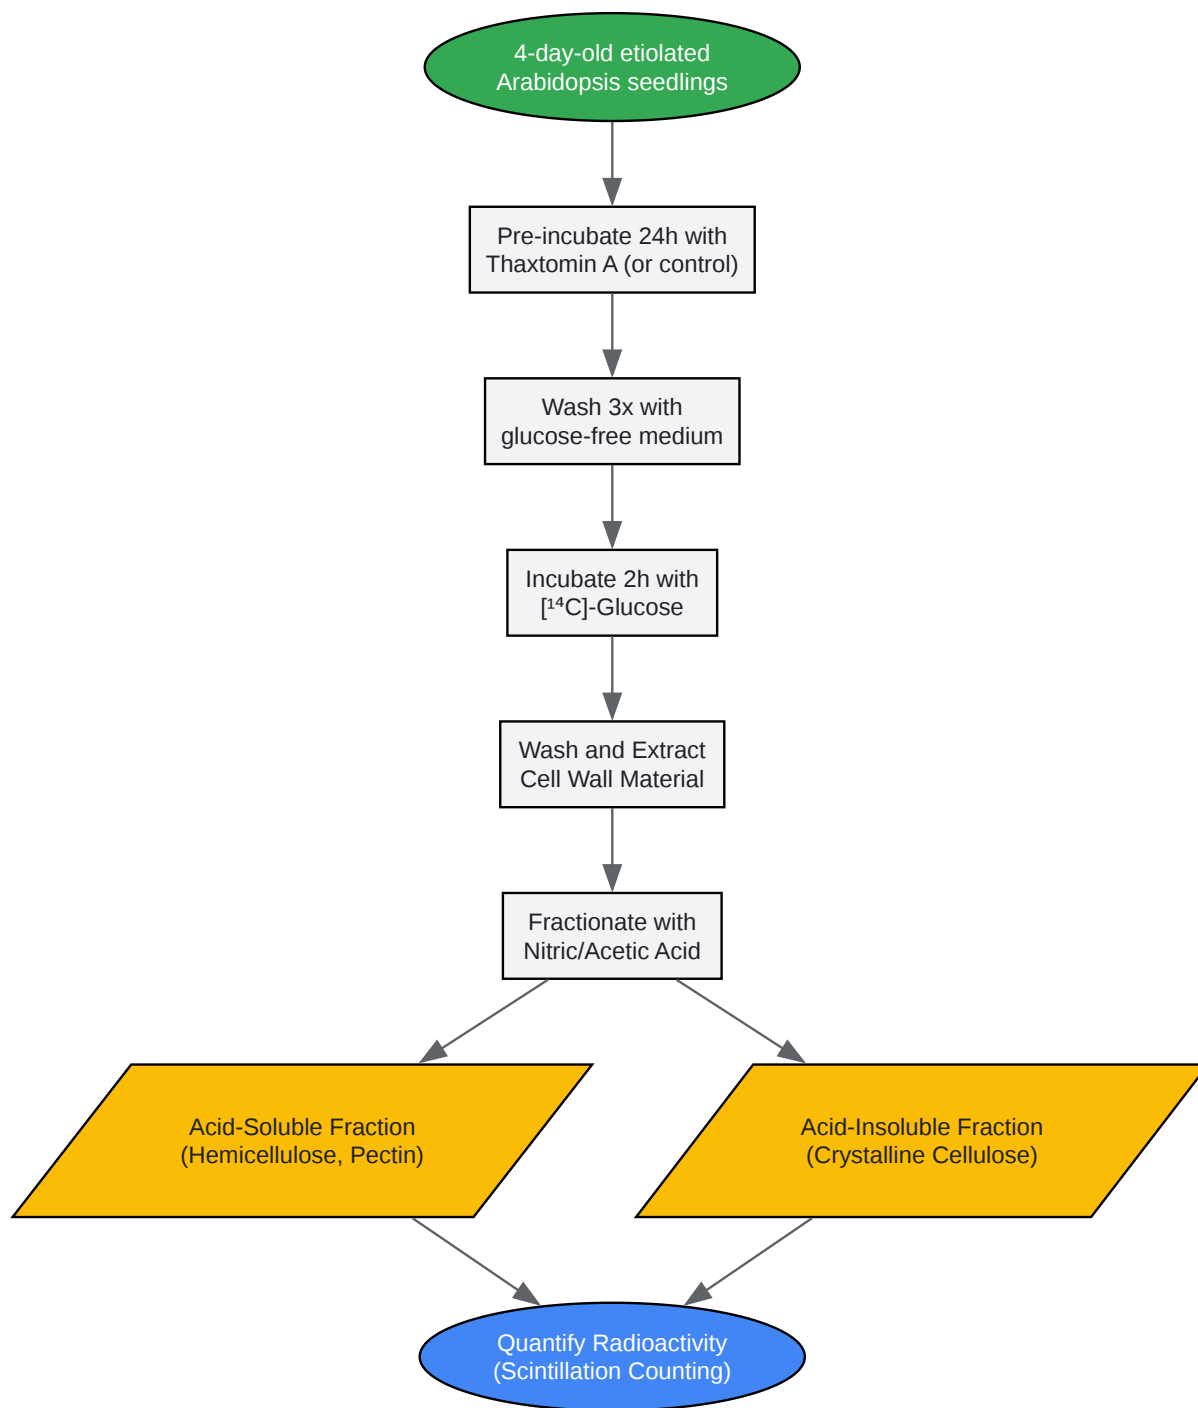 4-day-old etiolated
Arabidopsis seedlings
Pre-incubate 24h with
Thaxtomin A (or control)
Wash 3x with
glucose-free medium
Incubate 2h with
[¹⁴C]-Glucose
Wash and Extract
Cell Wall Material
Fractionate with
Nitric/Acetic Acid
Acid-Soluble Fraction
(Hemicellulose, Pectin)
Acid-Insoluble Fraction
(Crystalline Cellulose)
Quantify Radioactivity
(Scintillation Counting)